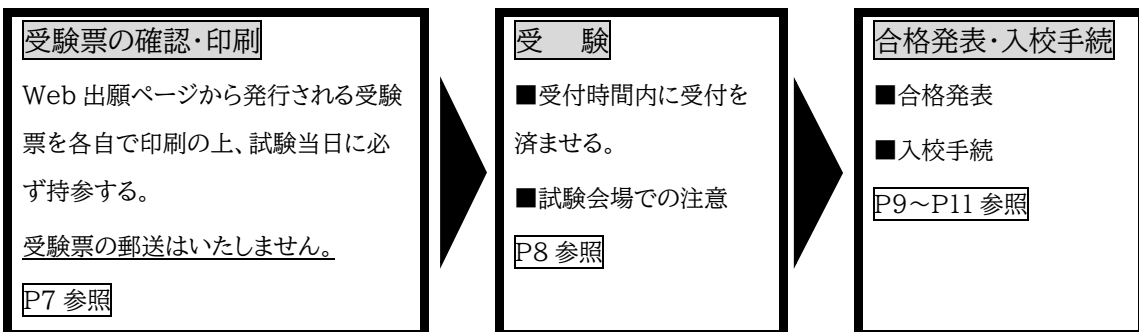 受験票の確認・印刷
Web 出願ページから発行される受験
票を各自で印刷の上、試験当日に必
ず持参する。
受験票の郵送はいたしません。
P7 参照
受　験
■受付時間内に受付を
済ませる。
■試験会場での注意
P8 参照
合格発表・入校手続
■合格発表
■入校手続
P9～P11 参照